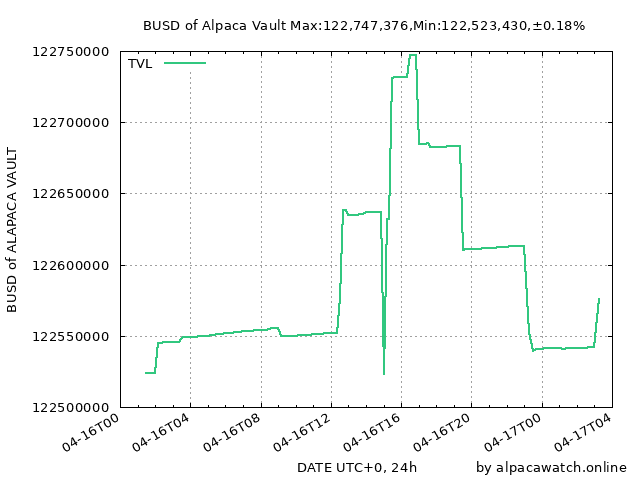 BUSD of Alpaca Vault Max:122,747,376,Min:122,523,430,±0.18%
TVL
122750000
122700000
122650000
122600000
122550000
122500000
BUSD of ALAPACA VAULT
04-16T00
04-16T04
04-16T08
04-16T12
04-16T16
04-16T20
04-17T00
04-17T04
DATE UTC+0, 24h
by alpacawatch.online